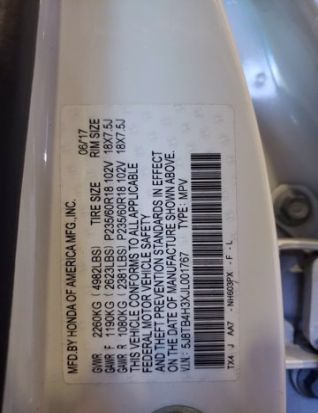 MFD. BY HONDA OF AMERICA MFG., INC. 06/17
TIRE SIZE RIM SIZE
GVWR 2260KG ( 4982LBS)
GAWR F 1190KG ( 2623LBS) P235/60R18 102V 18X7.5J
GAWR R 1080KG ( 2381LBS) P235/60R18 102V 18X7.5J
THIS VEHICLE CONFORMS TO ALL APPLICABLE
FEDERAL MOTOR VEHICLE SAFETY
AND THEFT PREVENTION STANDARDS IN EFFECT
ON THE DATE OF MANUFACTURE SHOWN ABOVE.
V.I.N.: 5J8TB4H3XJL001767 TYPE: MPV
TX4 J AA7 - NH603PX - F - L